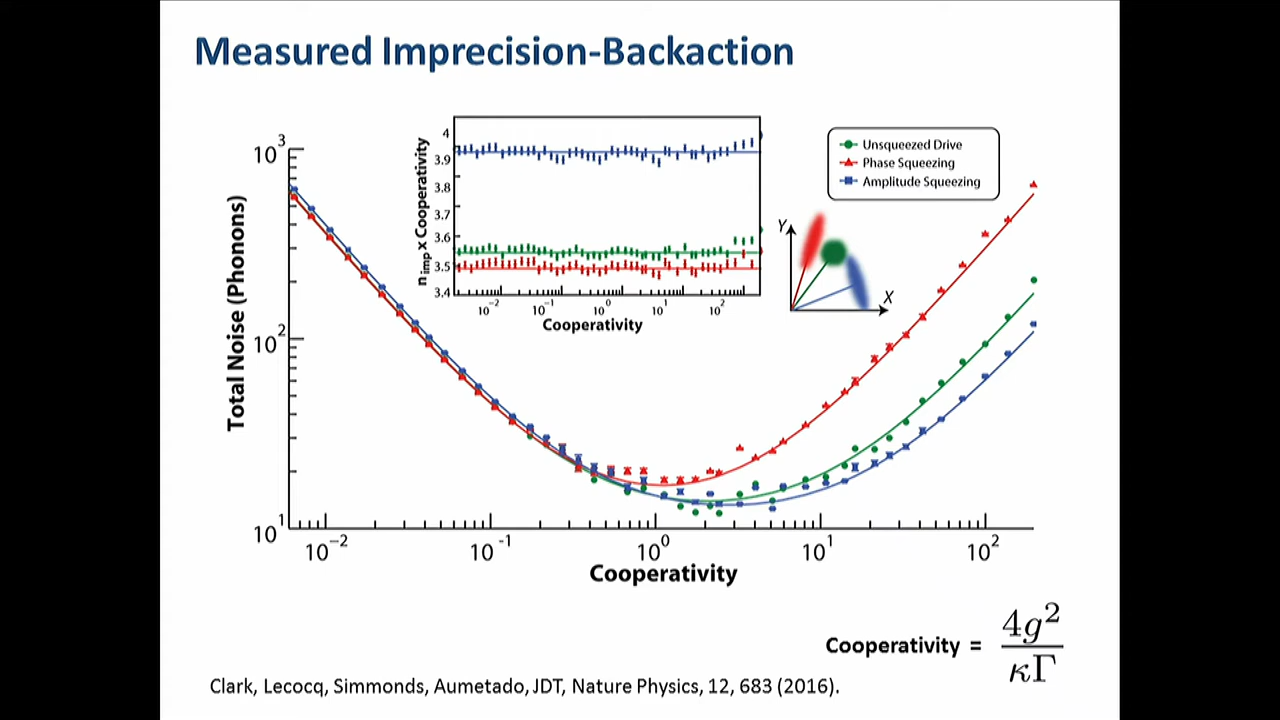 Measured Imprecision-Backaction
Total Noise (Phonons)
10³
10²
10¹
10⁻²
10⁻¹
10⁰
10¹
10²
Cooperativity
n_imp x Cooperativity
4
3.9
3.8
3.7
3.6
3.5
3.4
10⁻²
10⁻¹
10⁰
10¹
10²
Cooperativity
Unsqueezed Drive
Phase Squeezing
Amplitude Squeezing
Y
X
Cooperativity = 4g² / κΓ
Clark, Lecocq, Simmonds, Aumetado, JDT, Nature Physics, 12, 683 (2016).